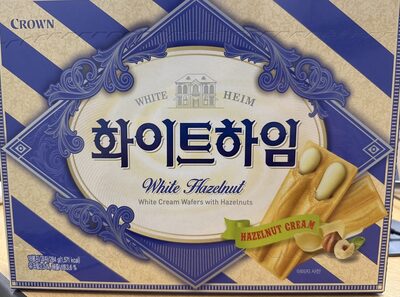 CROWN
WHITE HEIM
화이트하임
White Hazelnut
White Cream Wafers with Hazelnuts
HAZELNUT CREAM